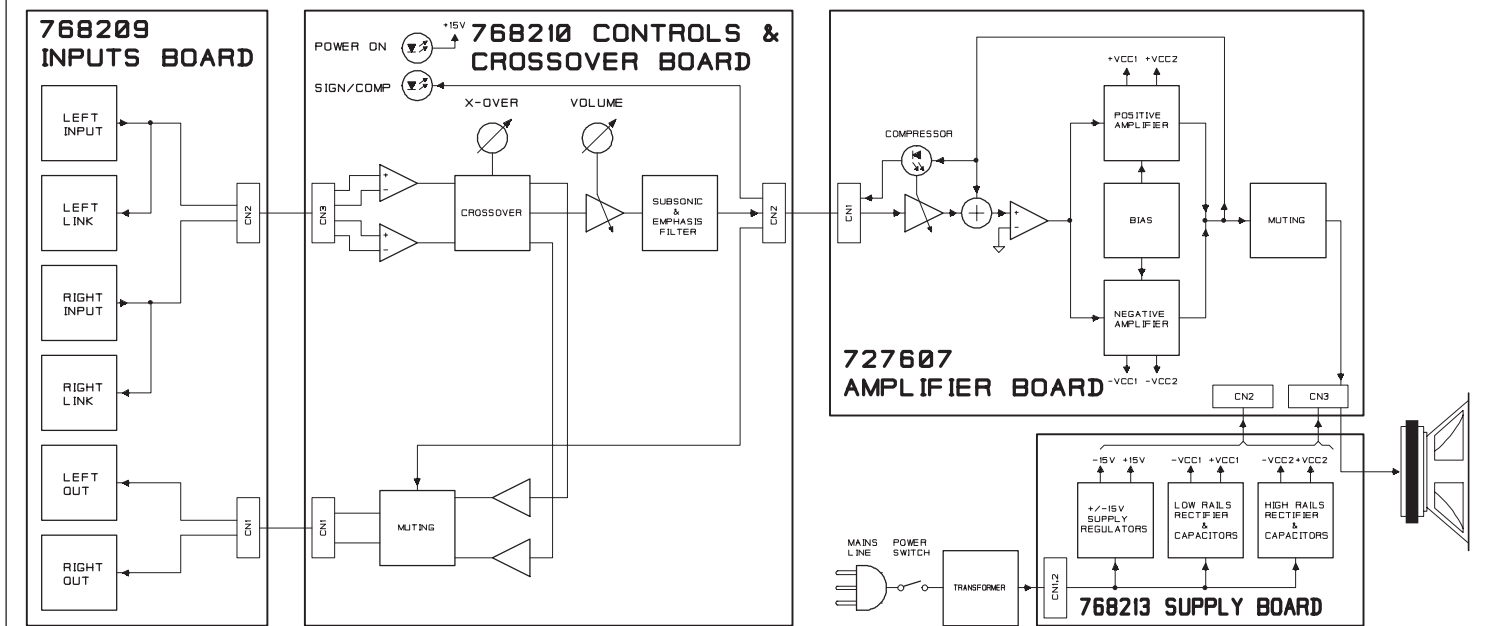 768209
INPUTS BOARD
LEFT
INPUT
LEFT
LINK
RIGHT
INPUT
RIGHT
LINK
LEFT
OUT
RIGHT
OUT
CN2
CN1
768210 CONTROLS &
CROSSOVER BOARD
POWER ON
+15V
SIGN/COMP
X-OVER
VOLUME
CN3
+
-
+
-
CROSSOVER
SUBSONIC
&
EMPHASIS
FILTER
CN2
CN1
MUTING
727607
AMPLIFIER BOARD
COMPRESSOR
CN1
+
-
+VCC1 +VCC2
POSITIVE
AMPLIFIER
BIAS
NEGATIVE
AMPLIFIER
-VCC1 -VCC2
MUTING
CN2
CN3
-15V +15V
-VCC1 +VCC1
-VCC2 +VCC2
+/-15V
SUPPLY
REGULATORS
LOW RAILS
RECTIFIER
&
CAPACITORS
HIGH RAILS
RECTIFIER
&
CAPACITORS
MAINS
LINE
POWER
SWITCH
TRANSFORMER
CN1,2
768213 SUPPLY BOARD